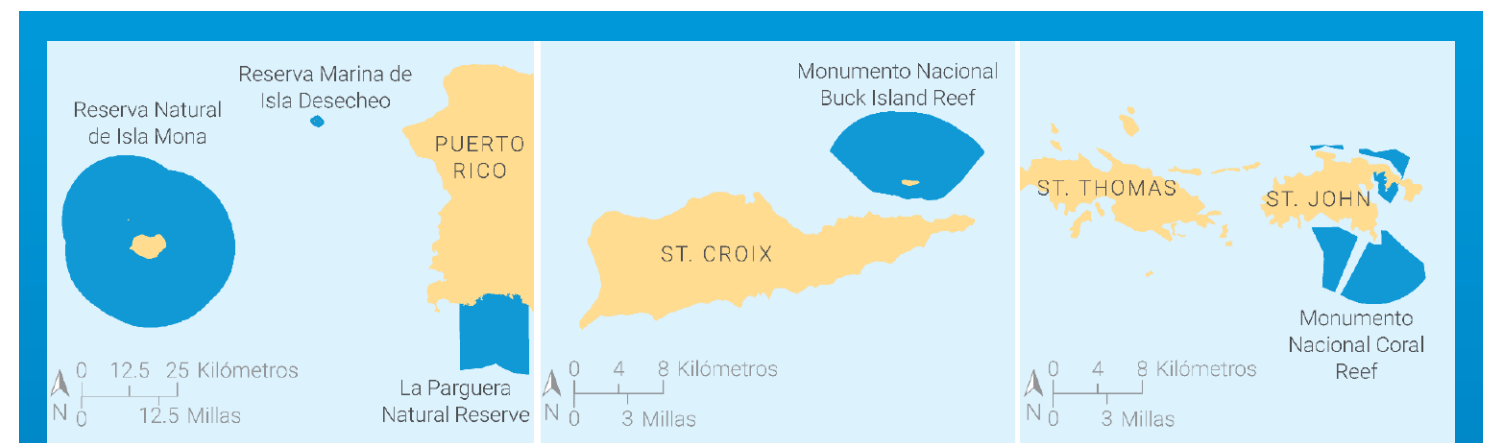 Reserva Natural
de Isla Mona
Reserva Marina de
Isla Desecheo
PUERTO
RICO
La Parguera
Natural Reserve
0 12.5 25 Kilómetros
N 0 12.5 Millas
Monumento Nacional
Buck Island Reef
ST. CROIX
0 4 8 Kilómetros
N 0 3 Millas
ST. THOMAS
ST. JOHN
Monumento
Nacional Coral
Reef
0 4 8 Kilómetros
N 0 3 Millas